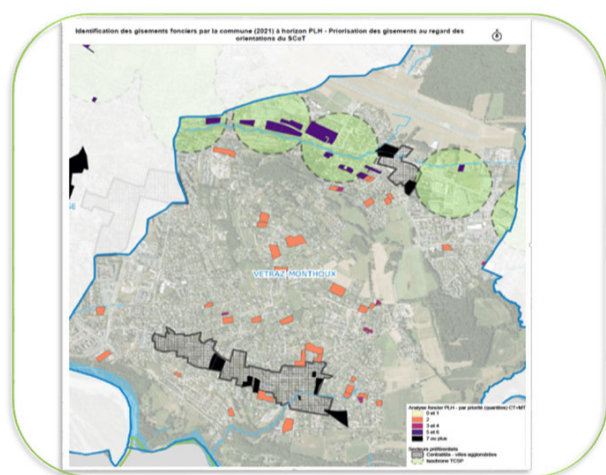 Identification des gisements fonciers par la commune (2021) à horizon PLH - Priorisation des gisements au regard des
orientations du SCoT
VETRAZ-MONTHOUX
Analyse foncier PLH - par priorité (quantiles) CT+MT
0 et 1
2
3 et 4
5 et 6
7 ou plus
Secteurs préférentiels
Centralités - villes agglomérées
Isochrone TCSP